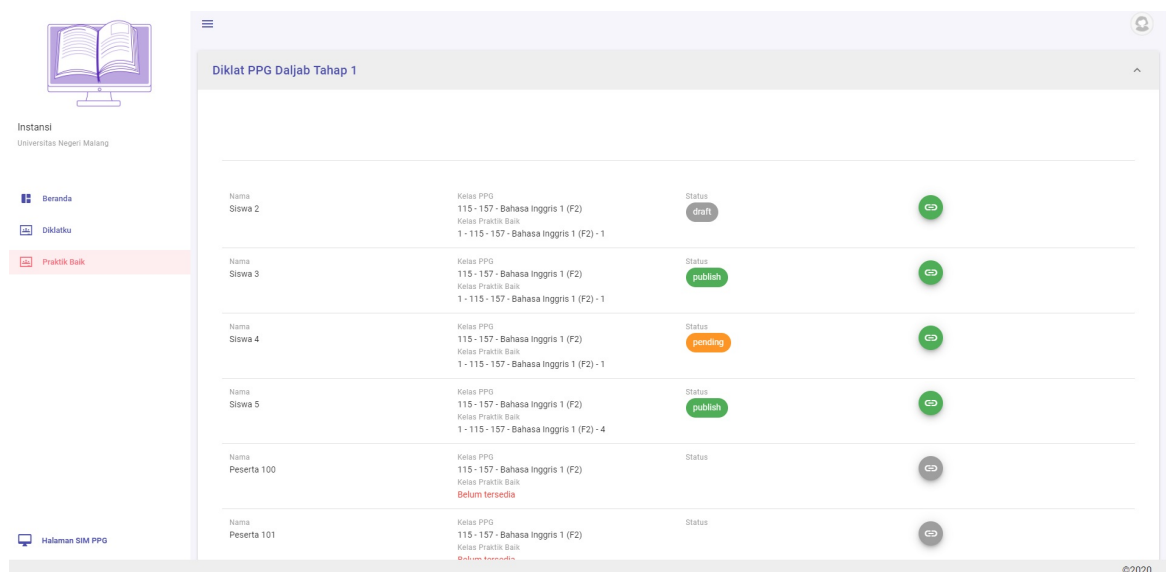 Instansi
Universitas Negeri Malang
Beranda
Diklatku
Praktik Baik
Halaman SIM PPG
Diklat PPG Daljab Tahap 1
Nama
Siswa 2
Kelas PPG
115 - 157 - Bahasa Inggris 1 (F2)
Kelas Praktik Baik
1 - 115 - 157 - Bahasa Inggris 1 (F2) - 1
Status
draft
Nama
Siswa 3
Kelas PPG
115 - 157 - Bahasa Inggris 1 (F2)
Kelas Praktik Baik
1 - 115 - 157 - Bahasa Inggris 1 (F2) - 1
Status
publish
Nama
Siswa 4
Kelas PPG
115 - 157 - Bahasa Inggris 1 (F2)
Kelas Praktik Baik
1 - 115 - 157 - Bahasa Inggris 1 (F2) - 1
Status
pending
Nama
Siswa 5
Kelas PPG
115 - 157 - Bahasa Inggris 1 (F2)
Kelas Praktik Baik
1 - 115 - 157 - Bahasa Inggris 1 (F2) - 4
Status
publish
Nama
Peserta 100
Kelas PPG
115 - 157 - Bahasa Inggris 1 (F2)
Kelas Praktik Baik
Belum tersedia
Status
Nama
Peserta 101
Kelas PPG
115 - 157 - Bahasa Inggris 1 (F2)
Kelas Praktik Baik
Belum tersedia
Status
©2020